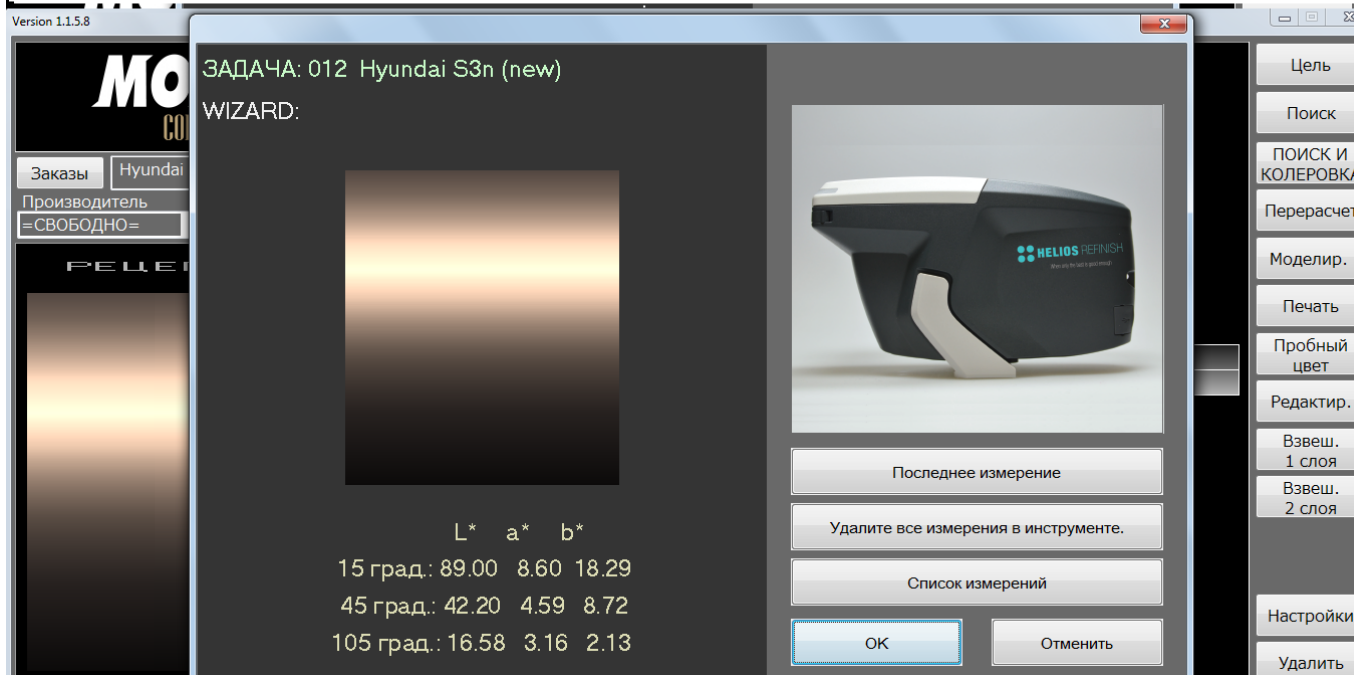 Version 1.1.5.8
MO
Заказы
Hyundai
Производитель
=СВОБОДНО=
ЗАДАЧА: 012 Hyundai S3n (new)
WIZARD:
L* a* b*
15 град.: 89.00 8.60 18.29
45 град.: 42.20 4.59 8.72
105 град.: 16.58 3.16 2.13
HELIOS REFINISH
Последнее измерение
Удалите все измерения в инструменте.
Список измерений
OK
Отменить
Цель
Поиск
ПОИСК И
КОЛЕРОВКА
Перерасчет
Моделир.
Печать
Пробный
цвет
Редактир.
Взвеш.
1 слоя
Взвеш.
2 слоя
Настройки
Удалить